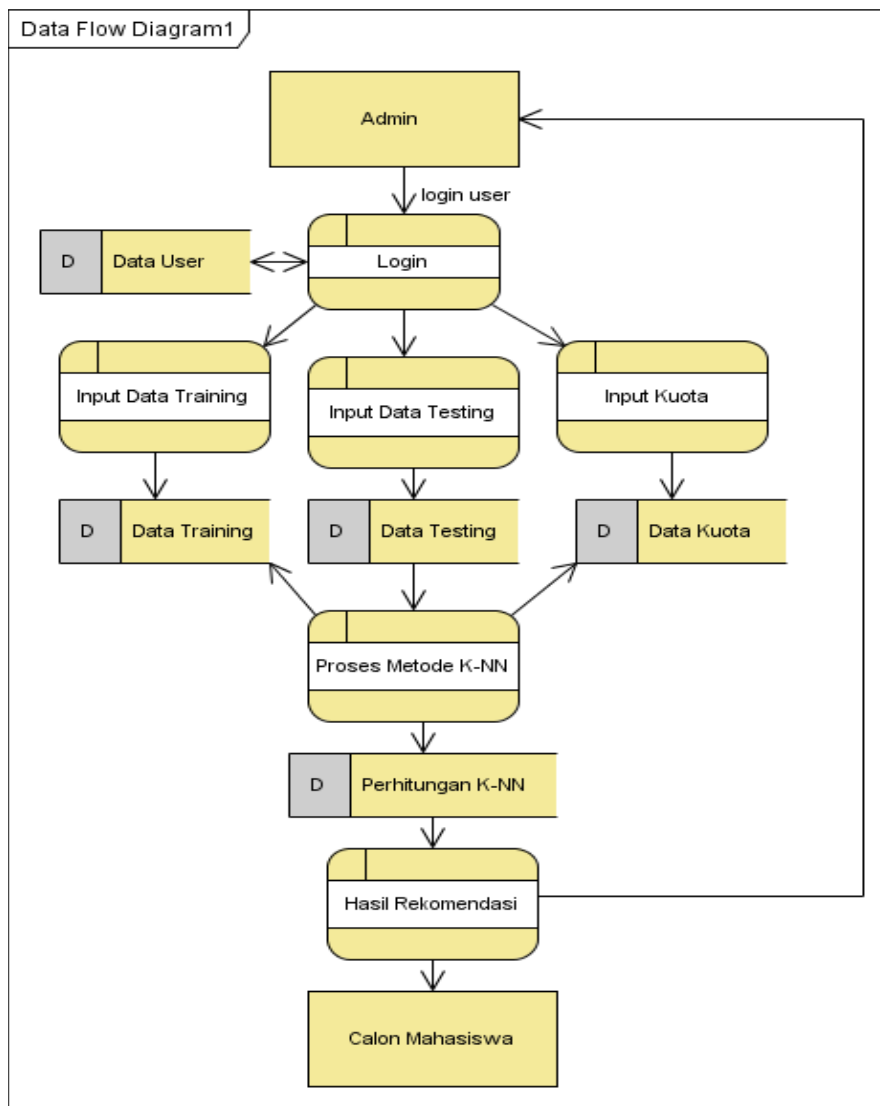 Data Flow Diagram1
Admin
login user
D
Data User
Login
Input Data Training
Input Data Testing
Input Kuota
D
Data Training
D
Data Testing
D
Data Kuota
Proses Metode K-NN
D
Perhitungan K-NN
Hasil Rekomendasi
Calon Mahasiswa